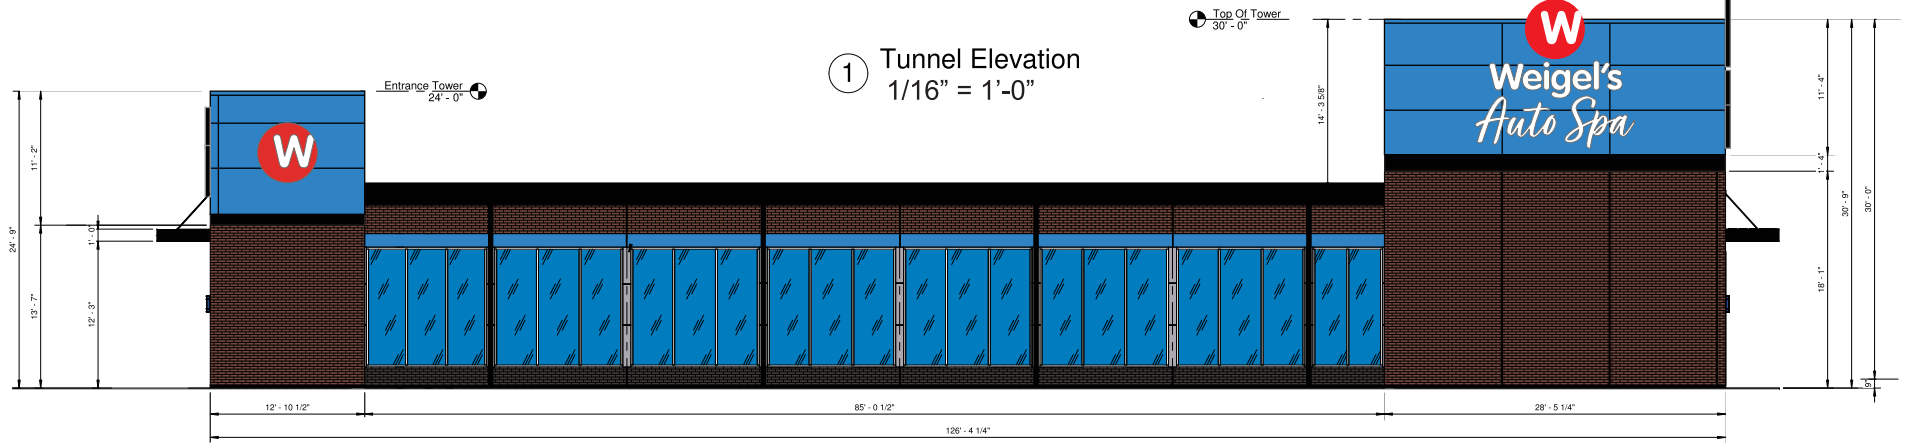 Top Of Tower
30' - 0"
1 Tunnel Elevation
1/16” = 1’-0”
Entrance Tower
24' - 0"
W
W
Weigel's
Auto Spa
24' - 9"
11' - 2"
13' - 7"
1' - 0"
12' - 3"
14' - 3 5/8"
11' - 4"
1' - 4"
18' - 1"
30' - 9"
30' - 0"
9"
12' - 10 1/2"
85' - 0 1/2"
28' - 5 1/4"
126' - 4 1/4"